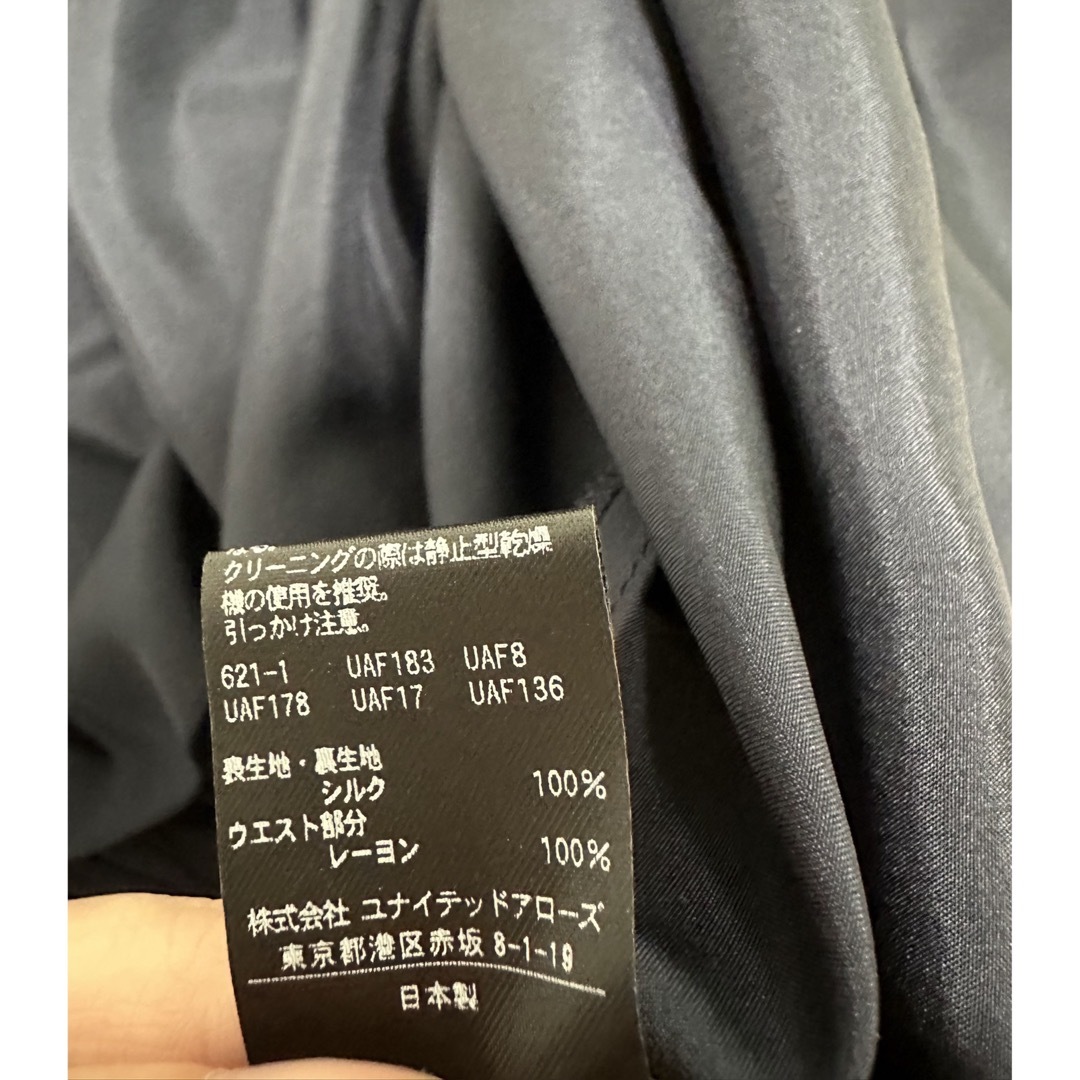 クリーニングの際は静止型乾燥
機の使用を推奨。
引っかけ注意。
621-1 UAF183 UAF8
UAF178 UAF17 UAF136
表生地・裏生地
シルク 100%
ウエスト部分
レーヨン 100%
株式会社 ユナイテッドアローズ
東京都港区赤坂 8-1-19
日本製